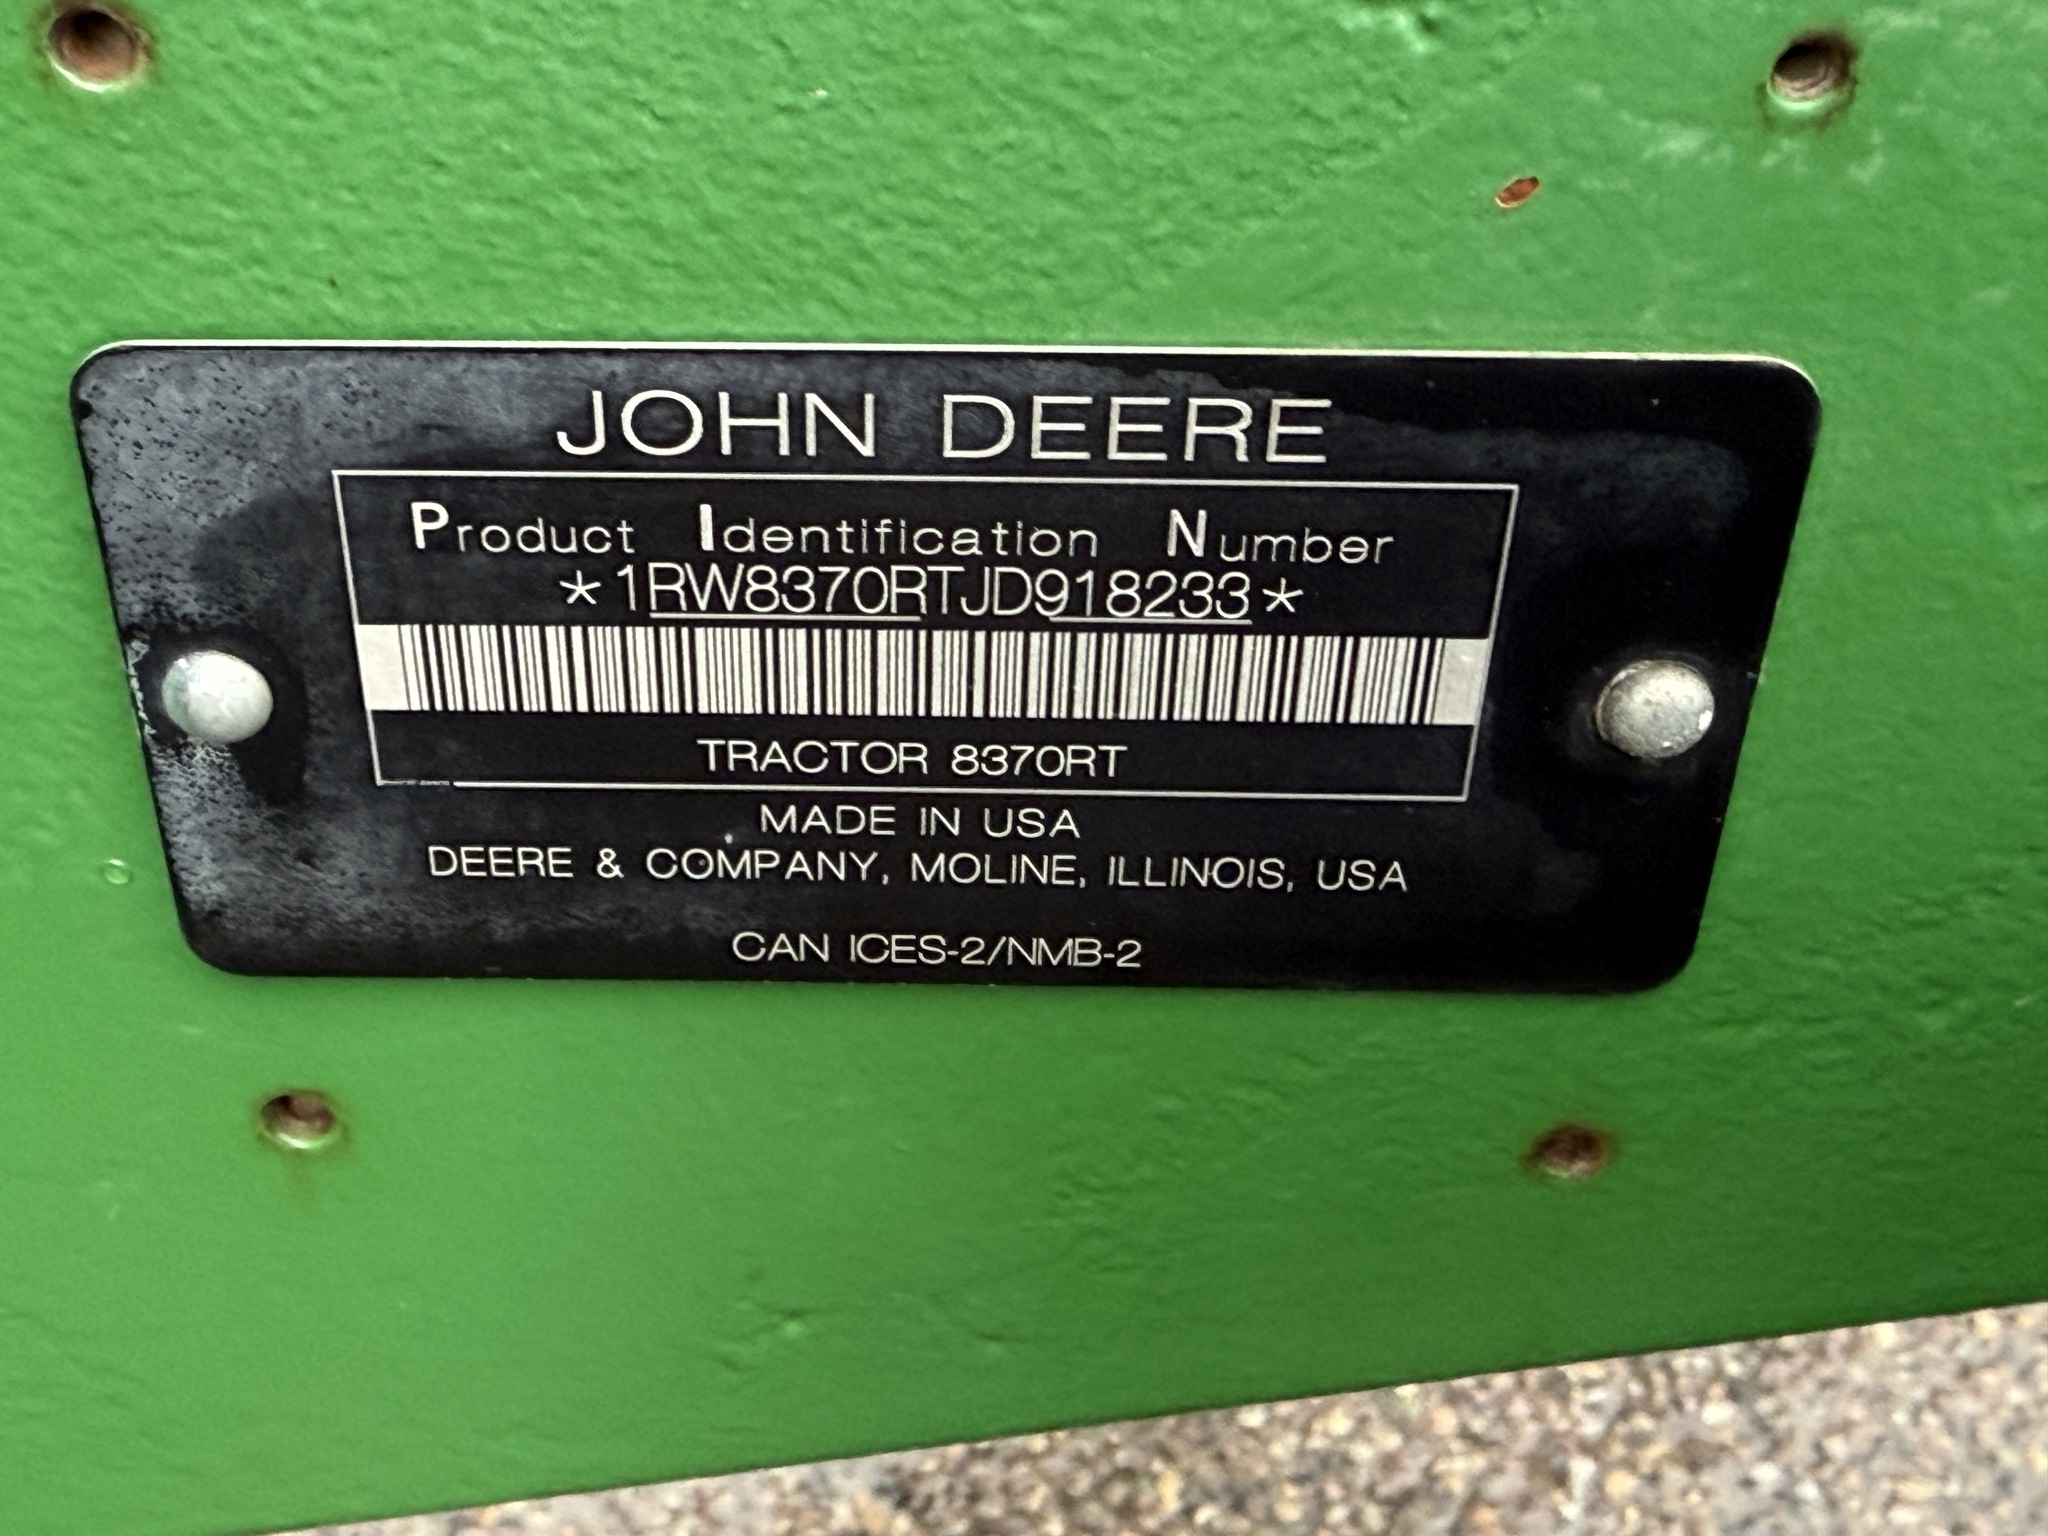 JOHN DEERE
Product Identification Number
*1RW8370RTJD918233*
TRACTOR 8370RT
MADE IN USA
DEERE & COMPANY, MOLINE, ILLINOIS, USA
CAN ICES-2/NMB-2